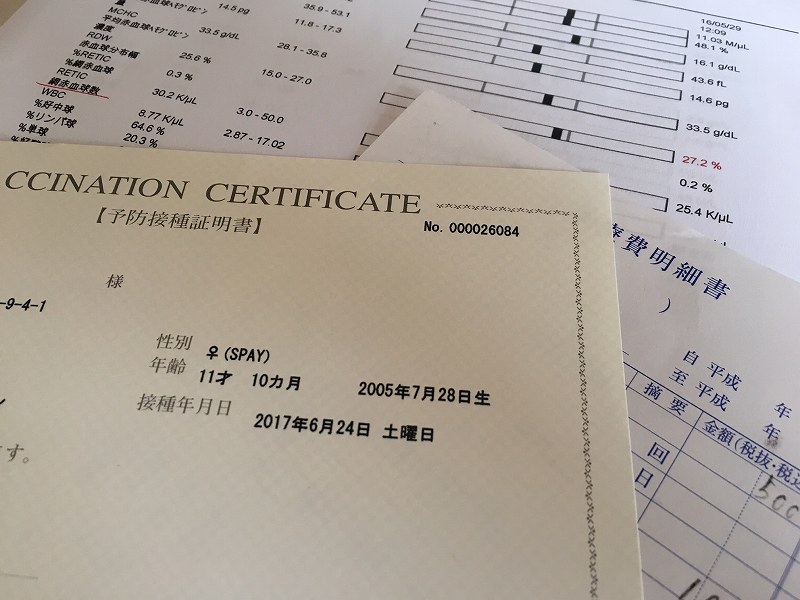 14.5 pg
35.9 - 53.1
MCHC
11.8 - 17.3
平均赤血球ﾍﾓｸﾞﾛﾋﾞﾝ
33.5 g/dL
濃度
28.1 - 35.8
RDW
赤血球分布幅
25.6 %
%RETIC
15.0 - 27.0
%網赤血球
0.3 %
RETIC
網赤血球数
30.2 K/μL
3.0 - 50.0
WBC
8.77 K/μL
2.87 - 17.02
%好中球
64.6 %
%リンパ球
20.3 %
%単球
16/05/29
12:09
11.03 M/μL
48.1 %
16.1 g/dL
43.6 fL
14.6 pg
33.5 g/dL
27.2 %
0.2 %
25.4 K/μL
CCINATION CERTIFICATE
【予防接種証明書】
No. 000026084
様
-9-4-1
性別 ♀(SPAY)
年齢 11才 10カ月 2005年7月28日生
接種年月日 2017年6月24日 土曜日
す。
費明細書
)
自 平成 年
至 平成 年
摘要
金額(税抜・税込
回
日
500